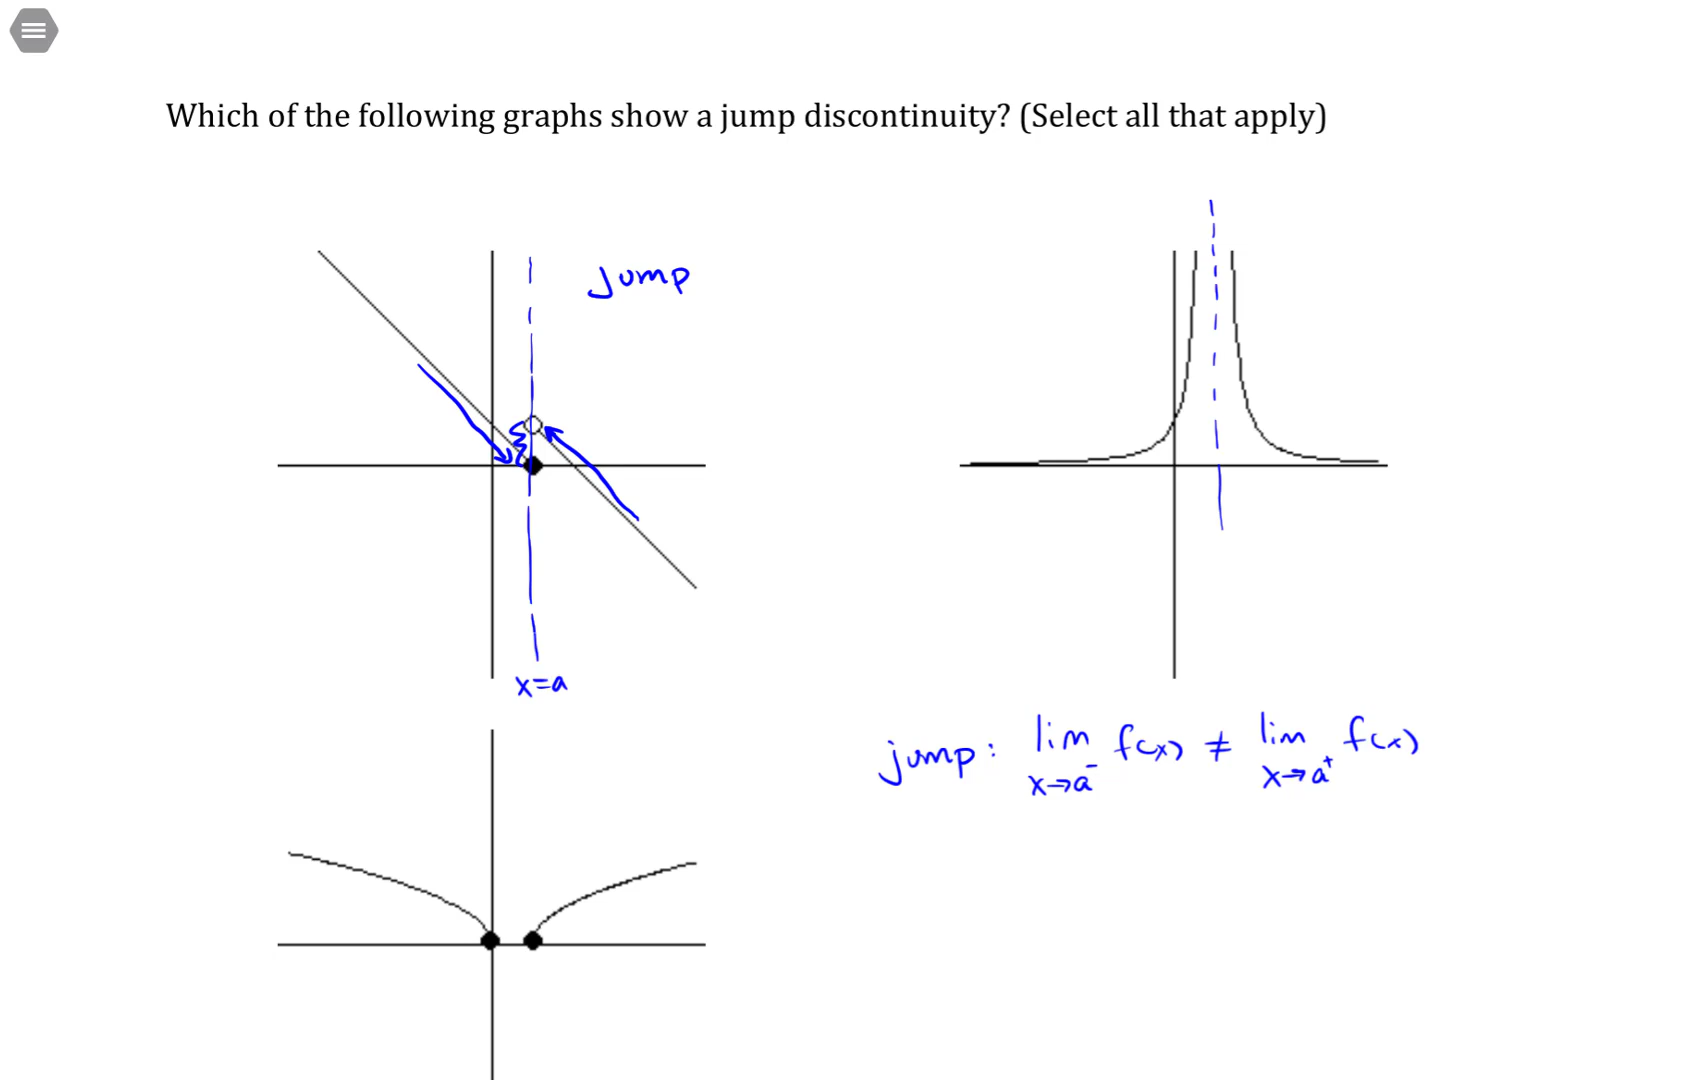 Which of the following graphs show a jump discontinuity? (Select all that apply)
Jump
x=a
jump: lim x→a⁻ f(x) ≠ lim x→a⁺ f(x)